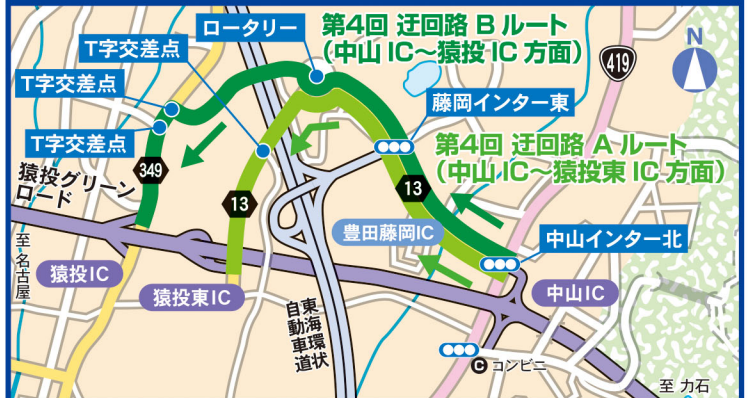 ロータリー
第4回 迂回路 B ルート
（中山 IC～猿投 IC 方面）
N
419
T字交差点
T字交差点
T字交差点
藤岡インター東
第4回 迂回路 A ルート
（中山 IC～猿投東 IC 方面）
349
猿投グリーン
ロード
13
13
豊田藤岡IC
中山インター北
至 名古屋
猿投IC
猿投東IC
中山IC
東海環状
自動車道
C コンビニ
至 力石